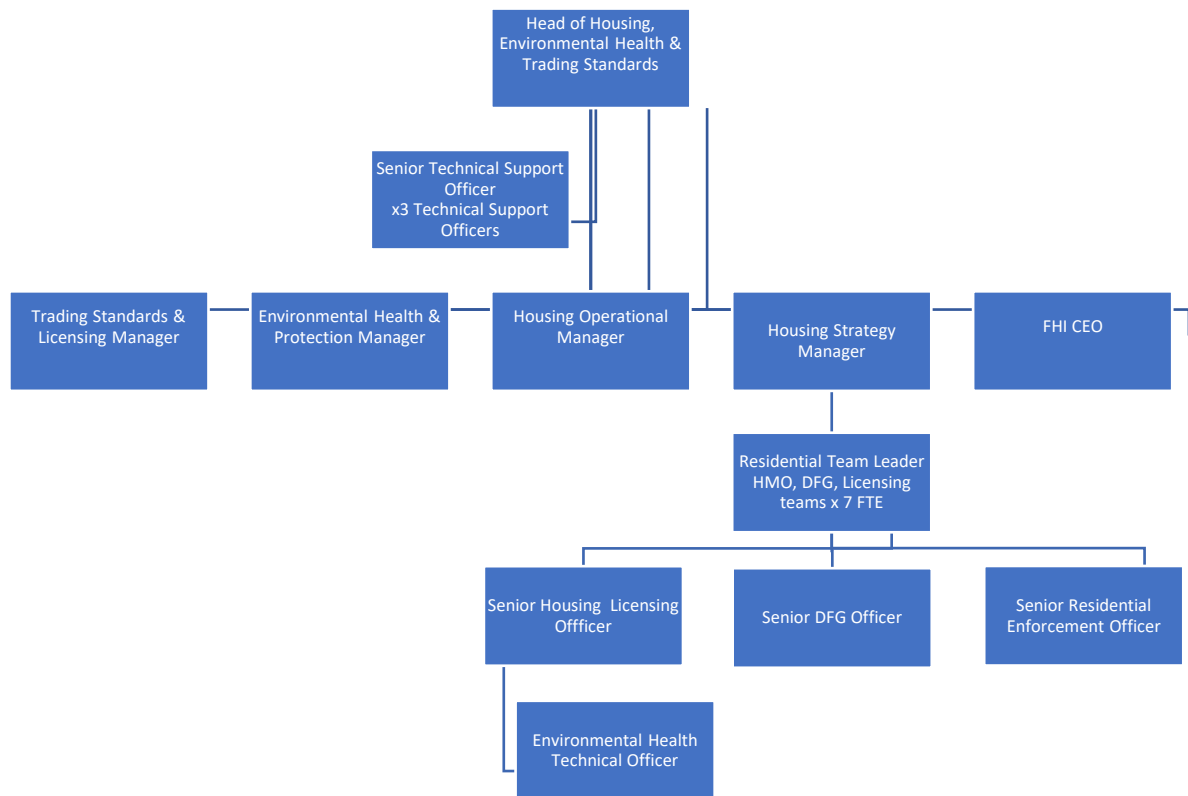 Head of Housing,
Environmental Health &
Trading Standards
Senior Technical Support
Officer
x3 Technical Support
Officers
Trading Standards &
Licensing Manager
Environmental Health &
Protection Manager
Housing Operational
Manager
Housing Strategy
Manager
FHI CEO
Residential Team Leader
HMO, DFG, Licensing
teams x 7 FTE
Senior Housing  Licensing
Offficer
Senior DFG Officer
Senior Residential
Enforcement Officer
Environmental Health
Technical Officer